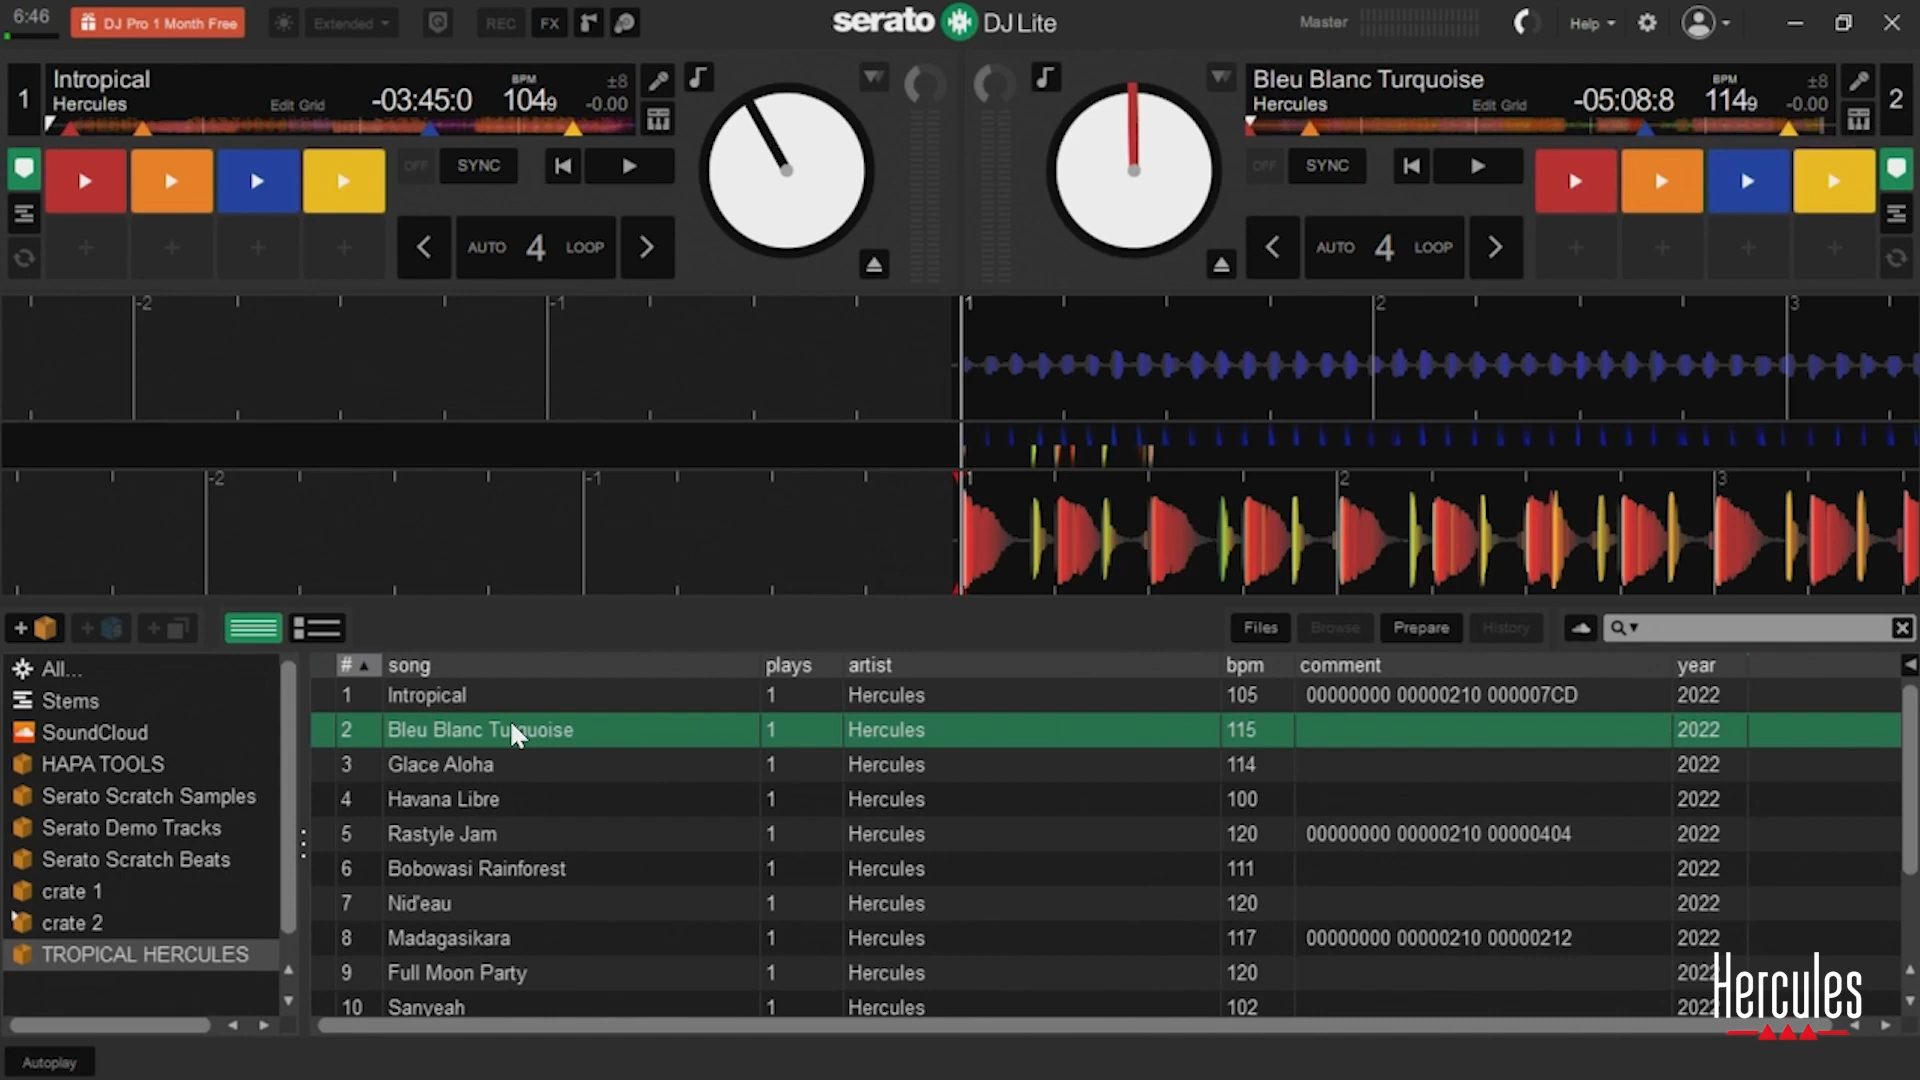 6:46
DJ Pro 1 Month Free
Extended
REC
FX
serato DJ Lite
Master
Help
1
Intropical
Hercules
Edit Grid
-03:45:0
BPM
104.9
±8
-0.00
Bleu Blanc Turquoise
Hercules
Edit Grid
-05:08:8
BPM
114.9
±8
-0.00
2
OFF
SYNC
OFF
SYNC
AUTO 4 LOOP
AUTO 4 LOOP
-2 -1 1 2 3
-2 -1 1 2 3
Files
Browse
Prepare
History
All...
Stems
SoundCloud
HAPA TOOLS
Serato Scratch Samples
Serato Demo Tracks
Serato Scratch Beats
crate 1
crate 2
TROPICAL HERCULES
# song plays artist bpm comment year
1 Intropical 1 Hercules 105 00000000 00000210 000007CD 2022
2 Bleu Blanc Turquoise 1 Hercules 115 2022
3 Glace Aloha 1 Hercules 114 2022
4 Havana Libre 1 Hercules 100 2022
5 Rastyle Jam 1 Hercules 120 00000000 00000210 00000404 2022
6 Bobowasi Rainforest 1 Hercules 111 2022
7 Nid'eau 1 Hercules 120 2022
8 Madagasikara 1 Hercules 117 00000000 00000210 00000212 2022
9 Full Moon Party 1 Hercules 120 2022
10 Sanyeah 1 Hercules 102 2022
Hercules
Autoplay